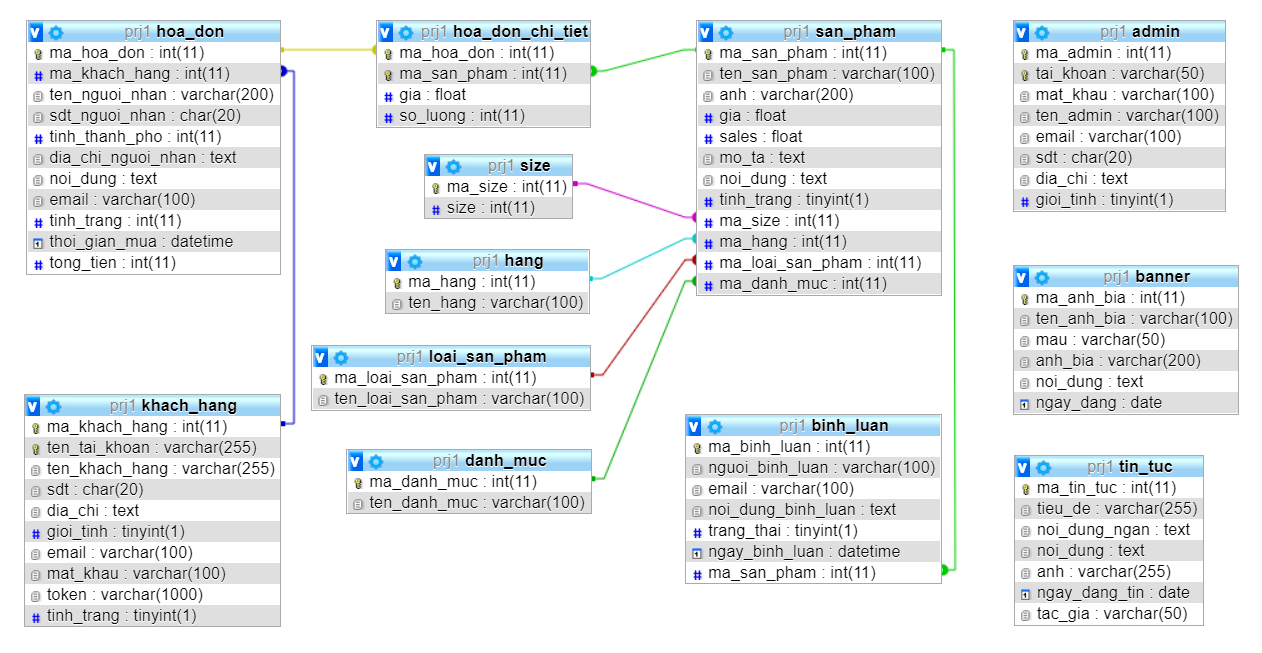 prj1 hoa_don
ma_hoa_don : int(11)
ma_khach_hang : int(11)
ten_nguoi_nhan : varchar(200)
sdt_nguoi_nhan : char(20)
tinh_thanh_pho : int(11)
dia_chi_nguoi_nhan : text
noi_dung : text
email : varchar(100)
tinh_trang : int(11)
thoi_gian_mua : datetime
tong_tien : int(11)
prj1 hoa_don_chi_tiet
ma_hoa_don : int(11)
ma_san_pham : int(11)
gia : float
so_luong : int(11)
prj1 san_pham
ma_san_pham : int(11)
ten_san_pham : varchar(100)
anh : varchar(200)
gia : float
sales : float
mo_ta : text
noi_dung : text
tinh_trang : tinyint(1)
ma_size : int(11)
ma_hang : int(11)
ma_loai_san_pham : int(11)
ma_danh_muc : int(11)
prj1 admin
ma_admin : int(11)
tai_khoan : varchar(50)
mat_khau : varchar(100)
ten_admin : varchar(100)
email : varchar(100)
sdt : char(20)
dia_chi : text
gioi_tinh : tinyint(1)
prj1 size
ma_size : int(11)
size : int(11)
prj1 hang
ma_hang : int(11)
ten_hang : varchar(100)
prj1 banner
ma_anh_bia : int(11)
ten_anh_bia : varchar(100)
mau : varchar(50)
anh_bia : varchar(200)
noi_dung : text
ngay_dang : date
prj1 loai_san_pham
ma_loai_san_pham : int(11)
ten_loai_san_pham : varchar(100)
prj1 khach_hang
ma_khach_hang : int(11)
ten_tai_khoan : varchar(255)
ten_khach_hang : varchar(255)
sdt : char(20)
dia_chi : text
gioi_tinh : tinyint(1)
email : varchar(100)
mat_khau : varchar(100)
token : varchar(1000)
tinh_trang : tinyint(1)
prj1 danh_muc
ma_danh_muc : int(11)
ten_danh_muc : varchar(100)
prj1 binh_luan
ma_binh_luan : int(11)
nguoi_binh_luan : varchar(100)
email : varchar(100)
noi_dung_binh_luan : text
trang_thai : tinyint(1)
ngay_binh_luan : datetime
ma_san_pham : int(11)
prj1 tin_tuc
ma_tin_tuc : int(11)
tieu_de : varchar(255)
noi_dung_ngan : text
noi_dung : text
anh : varchar(255)
ngay_dang_tin : date
tac_gia : varchar(50)